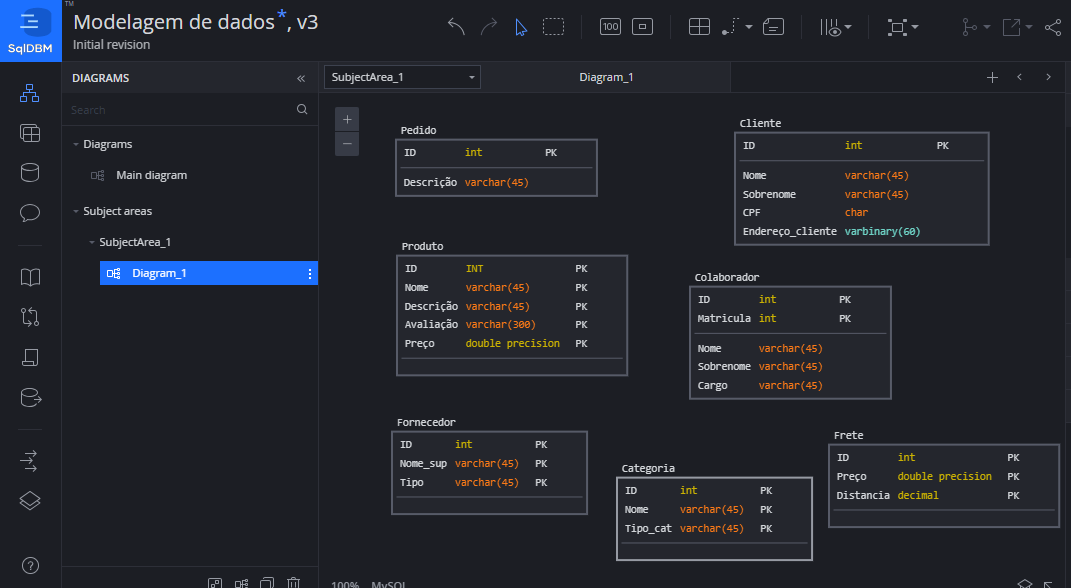 TM
SqlDBM
Modelagem de dados*, v3
Initial revision
100
DIAGRAMS
«
Search
Diagrams
Main diagram
Subject areas
SubjectArea_1
Diagram_1
SubjectArea_1
Diagram_1
+
‹
›
+
−
Pedido
ID int PK
Descrição varchar(45)
Cliente
ID int PK
Nome varchar(45)
Sobrenome varchar(45)
CPF char
Endereço_cliente varbinary(60)
Produto
ID INT PK
Nome varchar(45) PK
Descrição varchar(45) PK
Avaliação varchar(300) PK
Preço double precision PK
Colaborador
ID int PK
Matricula int PK
Nome varchar(45)
Sobrenome varchar(45)
Cargo varchar(45)
Fornecedor
ID int PK
Nome_sup varchar(45) PK
Tipo varchar(45) PK
Categoria
ID int PK
Nome varchar(45) PK
Tipo_cat varchar(45) PK
Frete
ID int PK
Preço double precision PK
Distancia decimal PK
?
100% MySQL